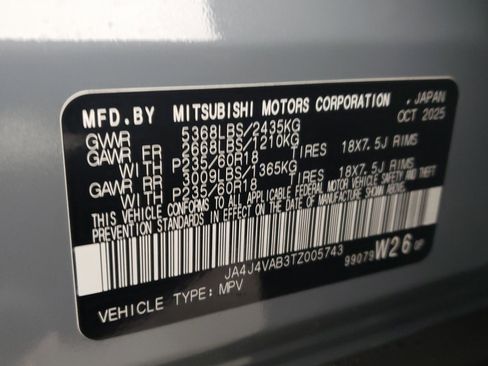 MFD.BY MITSUBISHI MOTORS CORPORATION , JAPAN
OCT 2025
GVWR 5368LBS/2435KG
GAWR FR 2668LBS/1210KG
WITH P235/60R18 TIRES 18X7.5J RIMS
GAWR RR 3009LBS/1365KG
WITH P235/60R18 TIRES 18X7.5J RIMS
THIS VEHICLE CONFORMS TO ALL APPLICABLE FEDERAL MOTOR VEHICLE SAFETY
STANDARDS IN EFFECT ON THE DATE OF MANUFACTURE SHOWN ABOVE.
JA4J4VAB3TZ005743
99079 W26 UP
VEHICLE TYPE: MPV